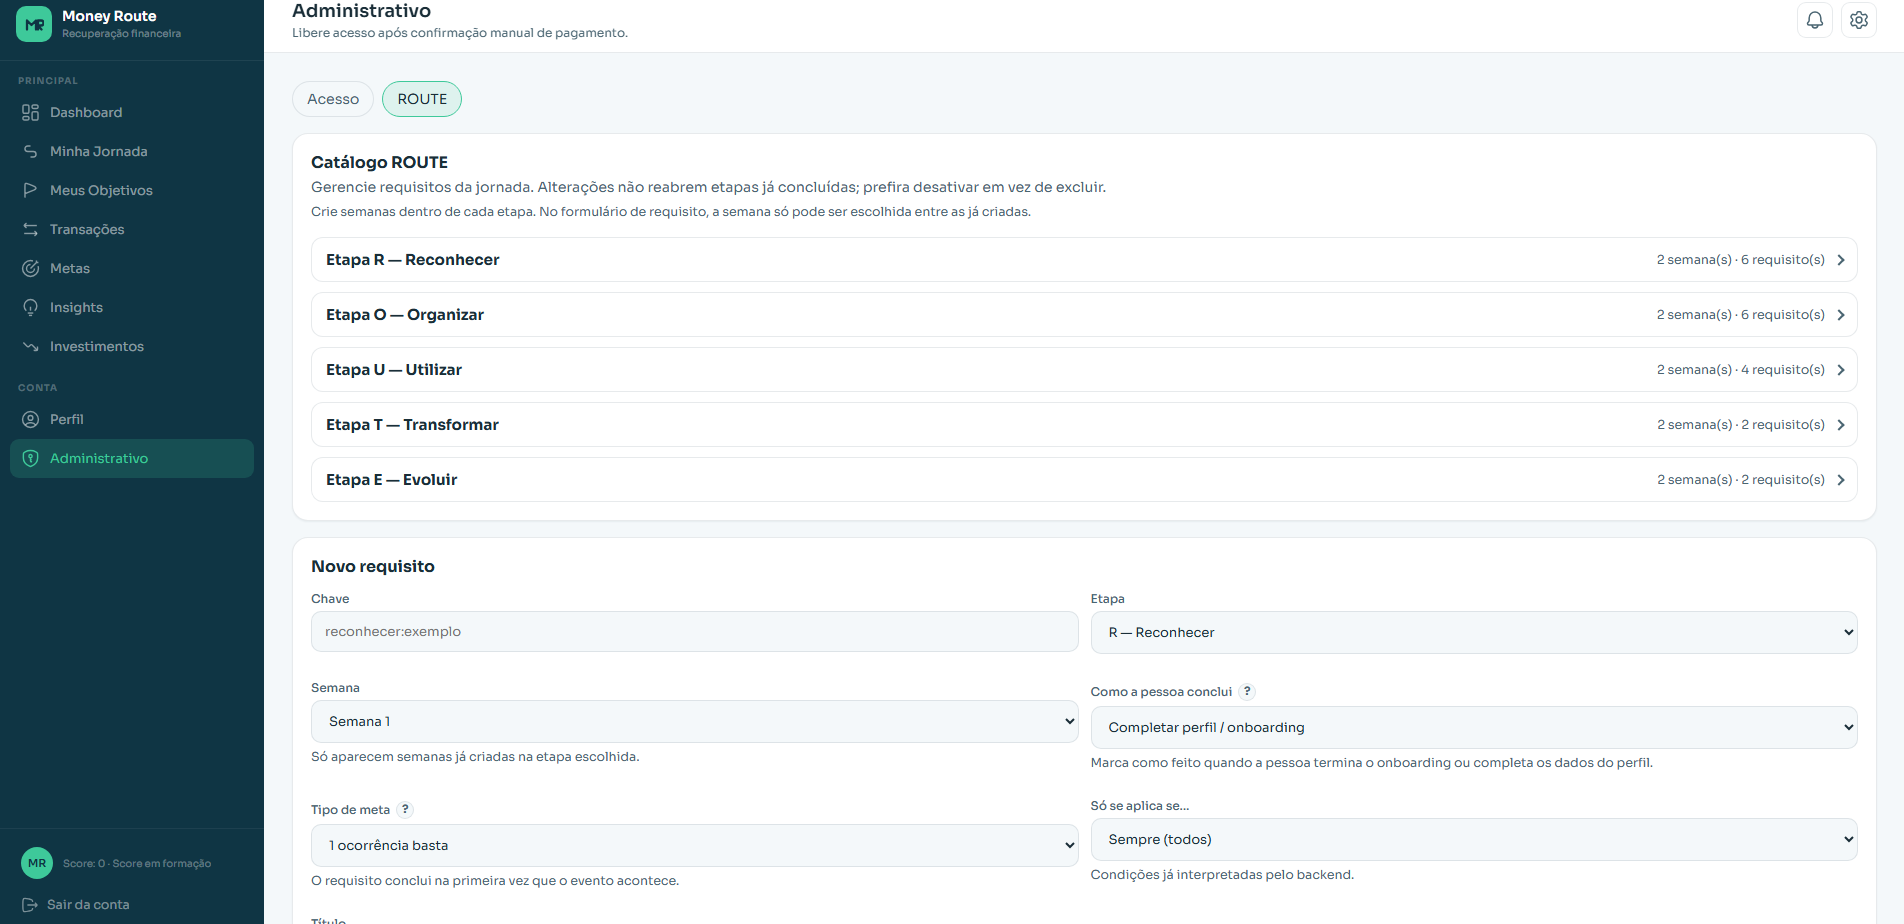 MR
Money Route
Recuperação financeira
PRINCIPAL
Dashboard
Minha Jornada
Meus Objetivos
Transações
Metas
Insights
Investimentos
CONTA
Perfil
Administrativo
MR
Score: 0 · Score em formação
Sair da conta
Administrativo
Libere acesso após confirmação manual de pagamento.
Acesso
ROUTE
Catálogo ROUTE
Gerencie requisitos da jornada. Alterações não reabrem etapas já concluídas; prefira desativar em vez de excluir.
Crie semanas dentro de cada etapa. No formulário de requisito, a semana só pode ser escolhida entre as já criadas.
Etapa R — Reconhecer
2 semana(s) · 6 requisito(s)
Etapa O — Organizar
2 semana(s) · 6 requisito(s)
Etapa U — Utilizar
2 semana(s) · 4 requisito(s)
Etapa T — Transformar
2 semana(s) · 2 requisito(s)
Etapa E — Evoluir
2 semana(s) · 2 requisito(s)
Novo requisito
Chave
reconhecer:exemplo
Etapa
R — Reconhecer
Semana
Semana 1
Só aparecem semanas já criadas na etapa escolhida.
Como a pessoa conclui ?
Completar perfil / onboarding
Marca como feito quando a pessoa termina o onboarding ou completa os dados do perfil.
Tipo de meta ?
1 ocorrência basta
O requisito conclui na primeira vez que o evento acontece.
Só se aplica se...
Sempre (todos)
Condições já interpretadas pelo backend.
Título